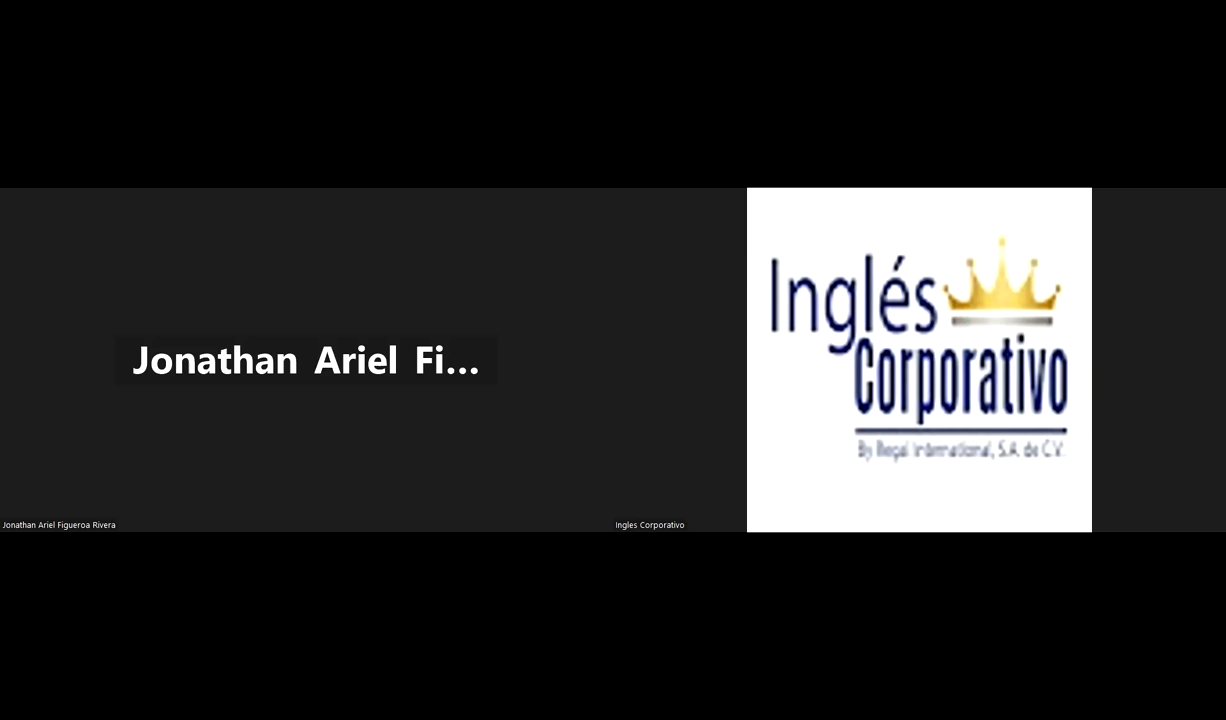 Jonathan Ariel Fi...
Jonathan Ariel Figueroa Rivera
Inglés
Corporativo
By Regal International, S.A. de C.V.
Ingles Corporativo